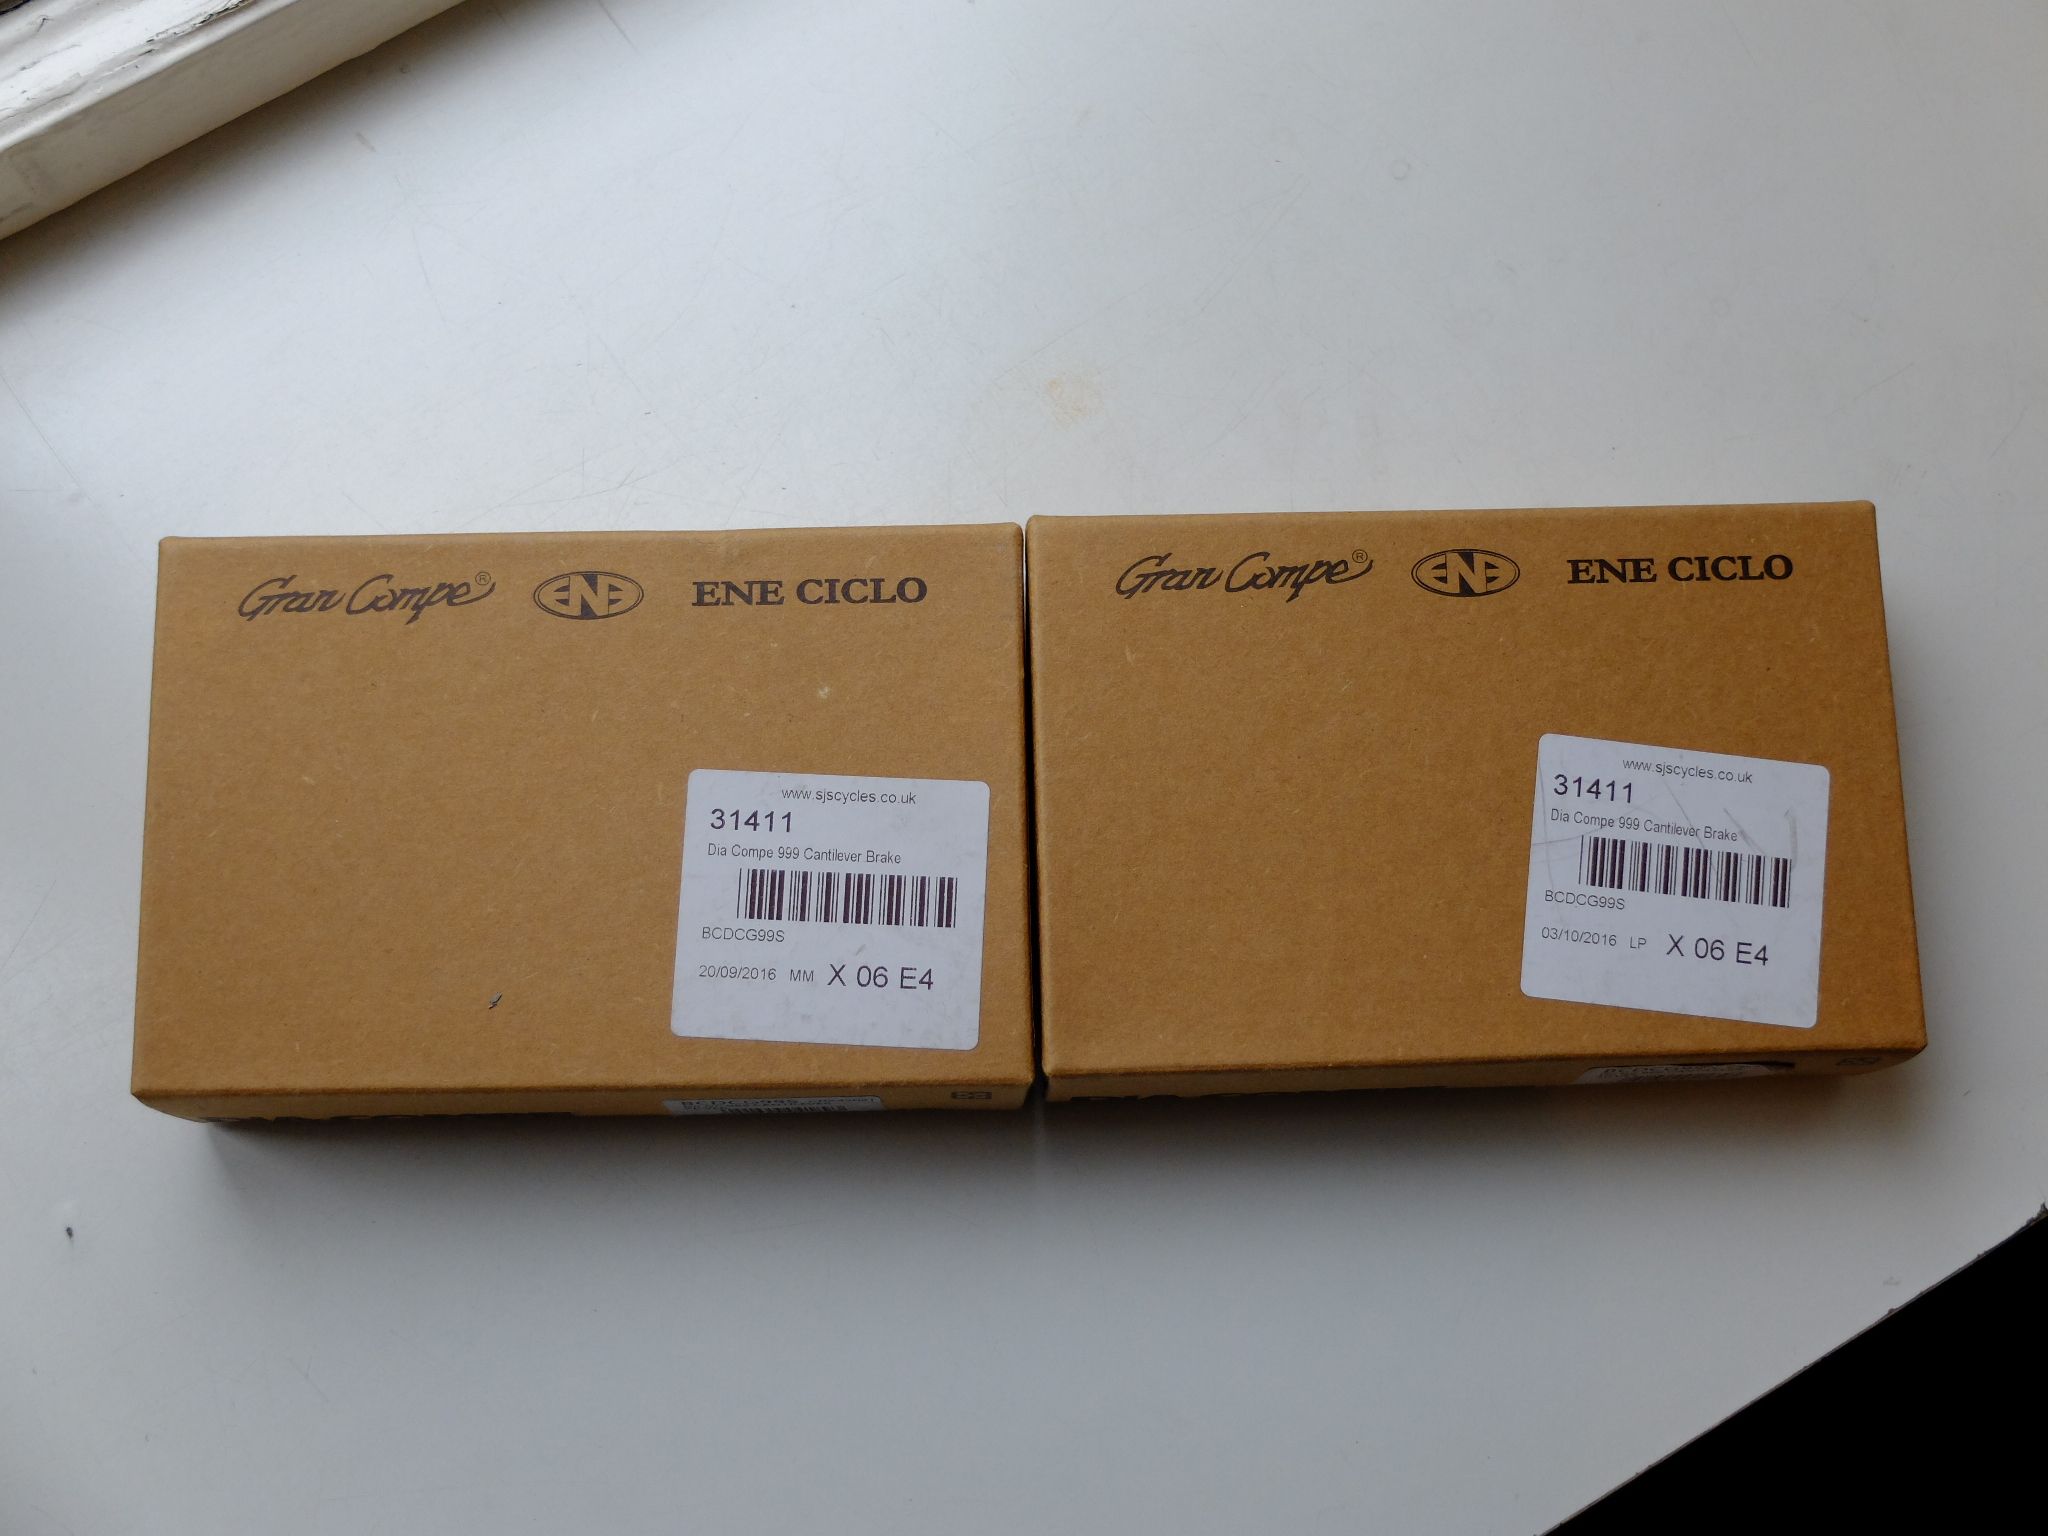 Gran Compe® ENE ENE CICLO
www.sjscycles.co.uk
31411
Dia Compe 999 Cantilever Brake
BCDCG99S
20/09/2016 MM X 06 E4
Gran Compe® ENE ENE CICLO
www.sjscycles.co.uk
31411
Dia Compe 999 Cantilever Brake
BCDCG99S
03/10/2016 LP X 06 E4